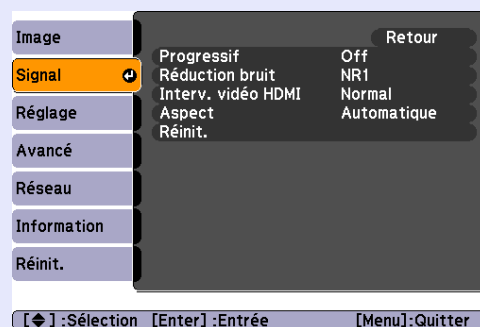 Image
Signal
Réglage
Avancé
Réseau
Information
Réinit.
Retour
Progressif Off
Réduction bruit NR1
Interv. vidéo HDMI Normal
Aspect Automatique
Réinit.
[◆] :Sélection [Enter] :Entrée [Menu]:Quitter